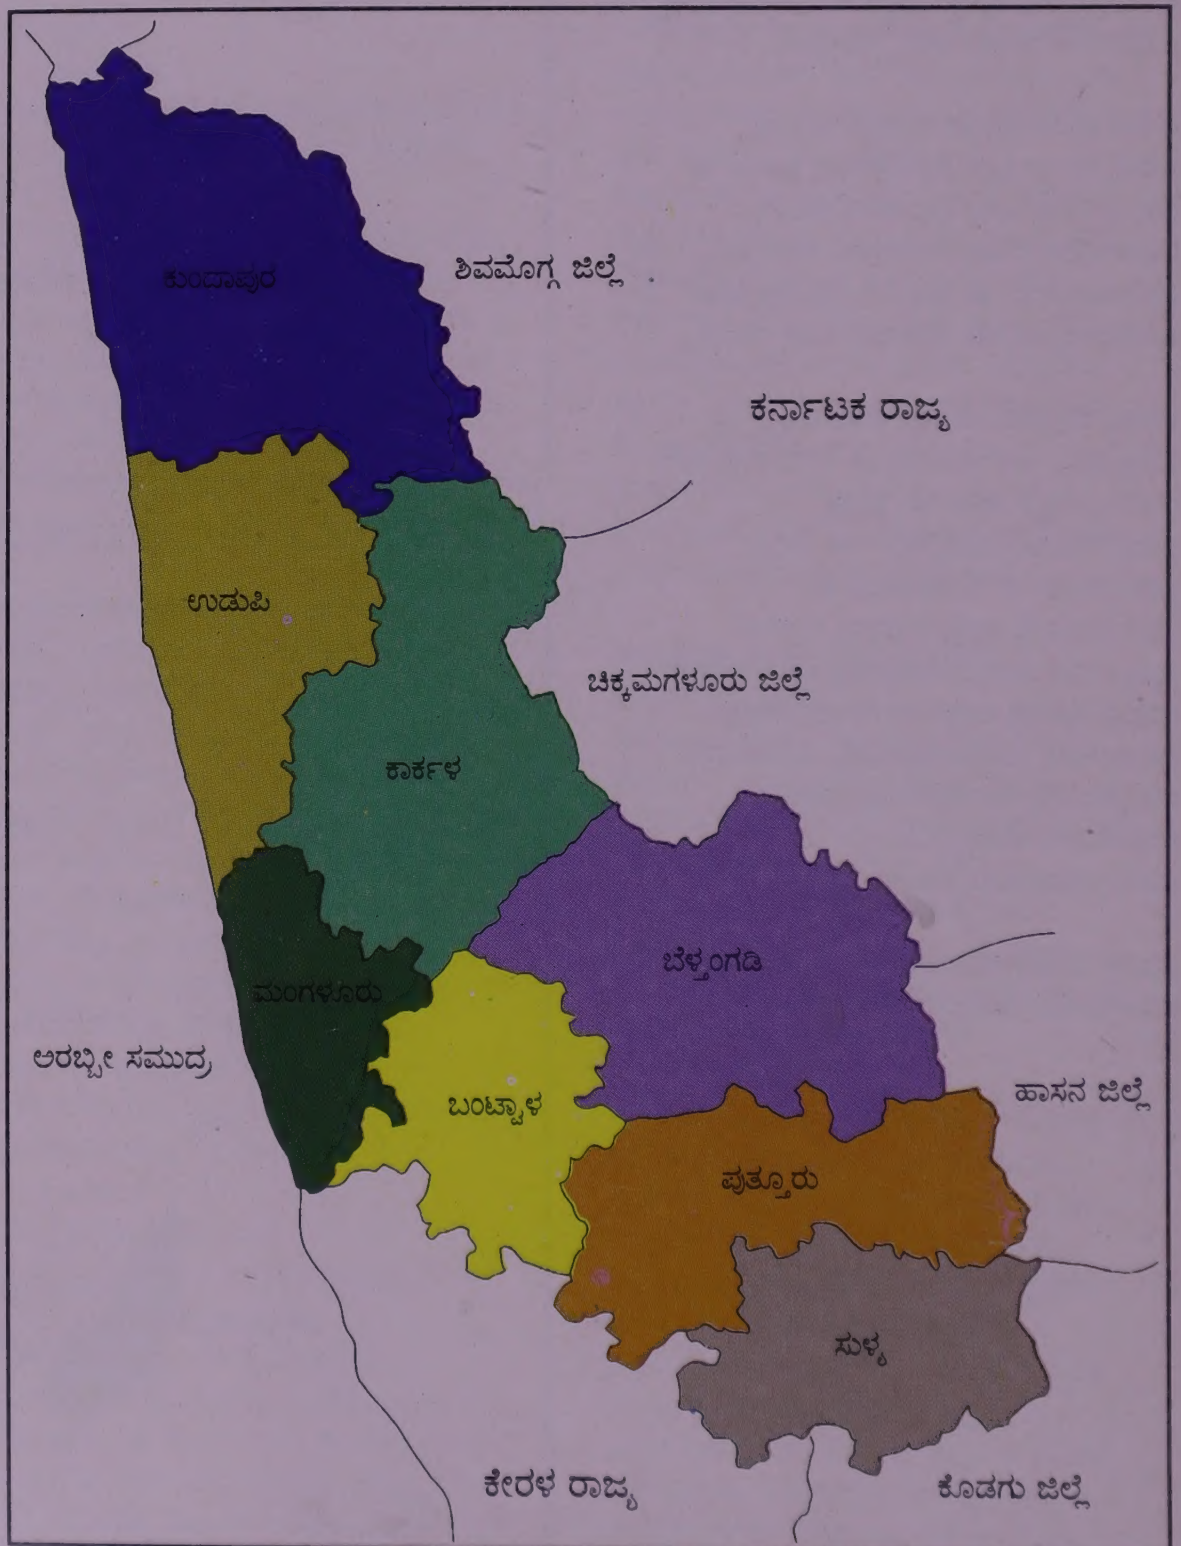 ಶಿವಮೊಗ್ಗ ಜಿಲ್ಲೆ
ಕುಂದಾಪುರ
ಕರ್ನಾಟಕ ರಾಜ್ಯ
ಉಡುಪಿ
ಚಿಕ್ಕಮಗಳೂರು ಜಿಲ್ಲೆ
ಕಾರ್ಕಳ
ಬೆಳ್ತಂಗಡಿ
ಮಂಗಳೂರು
ಅರಬ್ಬೀ ಸಮುದ್ರ
ಹಾಸನ ಜಿಲ್ಲೆ
ಬಂಟ್ವಾಳ
ಪುತ್ತೂರು
ಸುಳ್ಯ
ಕೇರಳ ರಾಜ್ಯ
ಕೊಡಗು ಜಿಲ್ಲೆ